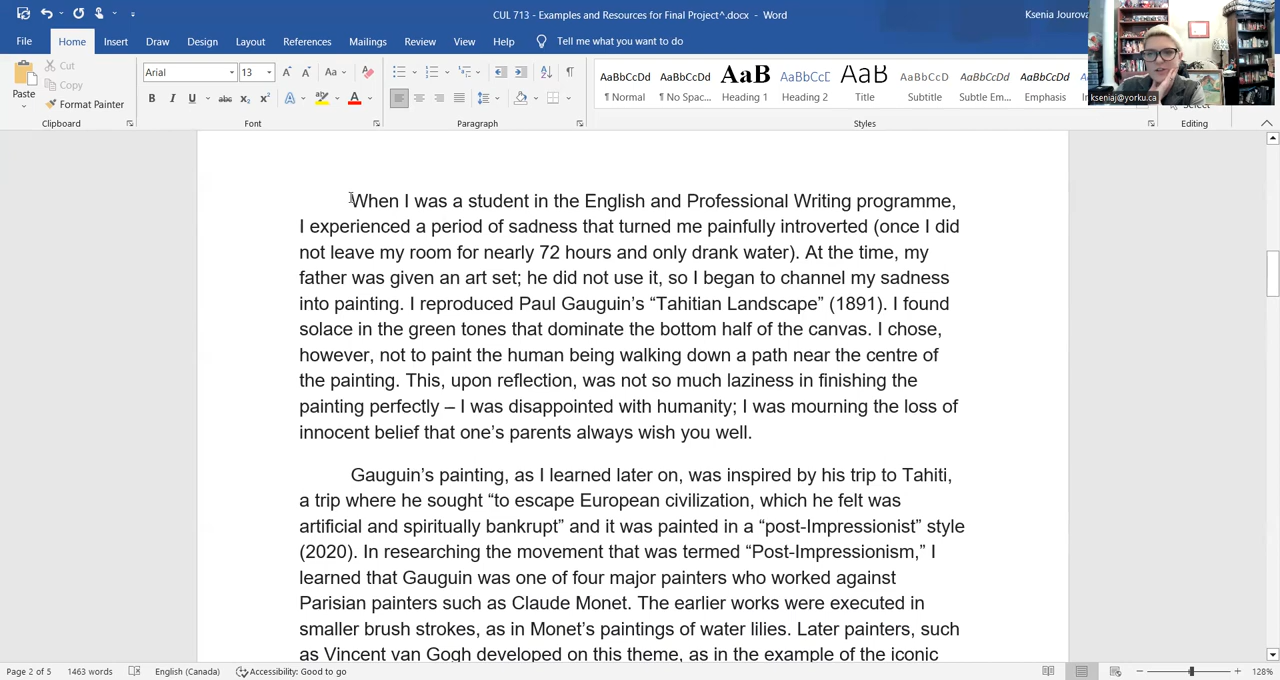 CUL 713 - Examples and Resources for Final Project^.docx - Word
Ksenia Jourova
File Home Insert Draw Design Layout References Mailings Review View Help Tell me what you want to do
Paste
Cut
Copy
Format Painter
Clipboard
Arial 13
Font
Paragraph
AaBbCcDd AaBbCcDd AaB AaBbCcD AaB AaBbCcD AaBbCcDd AaBbCcDd
¶ Normal ¶ No Spac... Heading 1 Heading 2 Title Subtitle Subtle Em... Emphasis
Styles
Select
Editing
kseniaj@yorku.ca
When I was a student in the English and Professional Writing programme,
I experienced a period of sadness that turned me painfully introverted (once I did
not leave my room for nearly 72 hours and only drank water). At the time, my
father was given an art set; he did not use it, so I began to channel my sadness
into painting. I reproduced Paul Gauguin’s “Tahitian Landscape” (1891). I found
solace in the green tones that dominate the bottom half of the canvas. I chose,
however, not to paint the human being walking down a path near the centre of
the painting. This, upon reflection, was not so much laziness in finishing the
painting perfectly – I was disappointed with humanity; I was mourning the loss of
innocent belief that one’s parents always wish you well.
Gauguin’s painting, as I learned later on, was inspired by his trip to Tahiti,
a trip where he sought “to escape European civilization, which he felt was
artificial and spiritually bankrupt” and it was painted in a “post-Impressionist” style
(2020). In researching the movement that was termed “Post-Impressionism,” I
learned that Gauguin was one of four major painters who worked against
Parisian painters such as Claude Monet. The earlier works were executed in
smaller brush strokes, as in Monet’s paintings of water lilies. Later painters, such
as Vincent van Gogh developed on this theme, as in the example of the iconic
Page 2 of 5 1463 words English (Canada) Accessibility: Good to go 128%